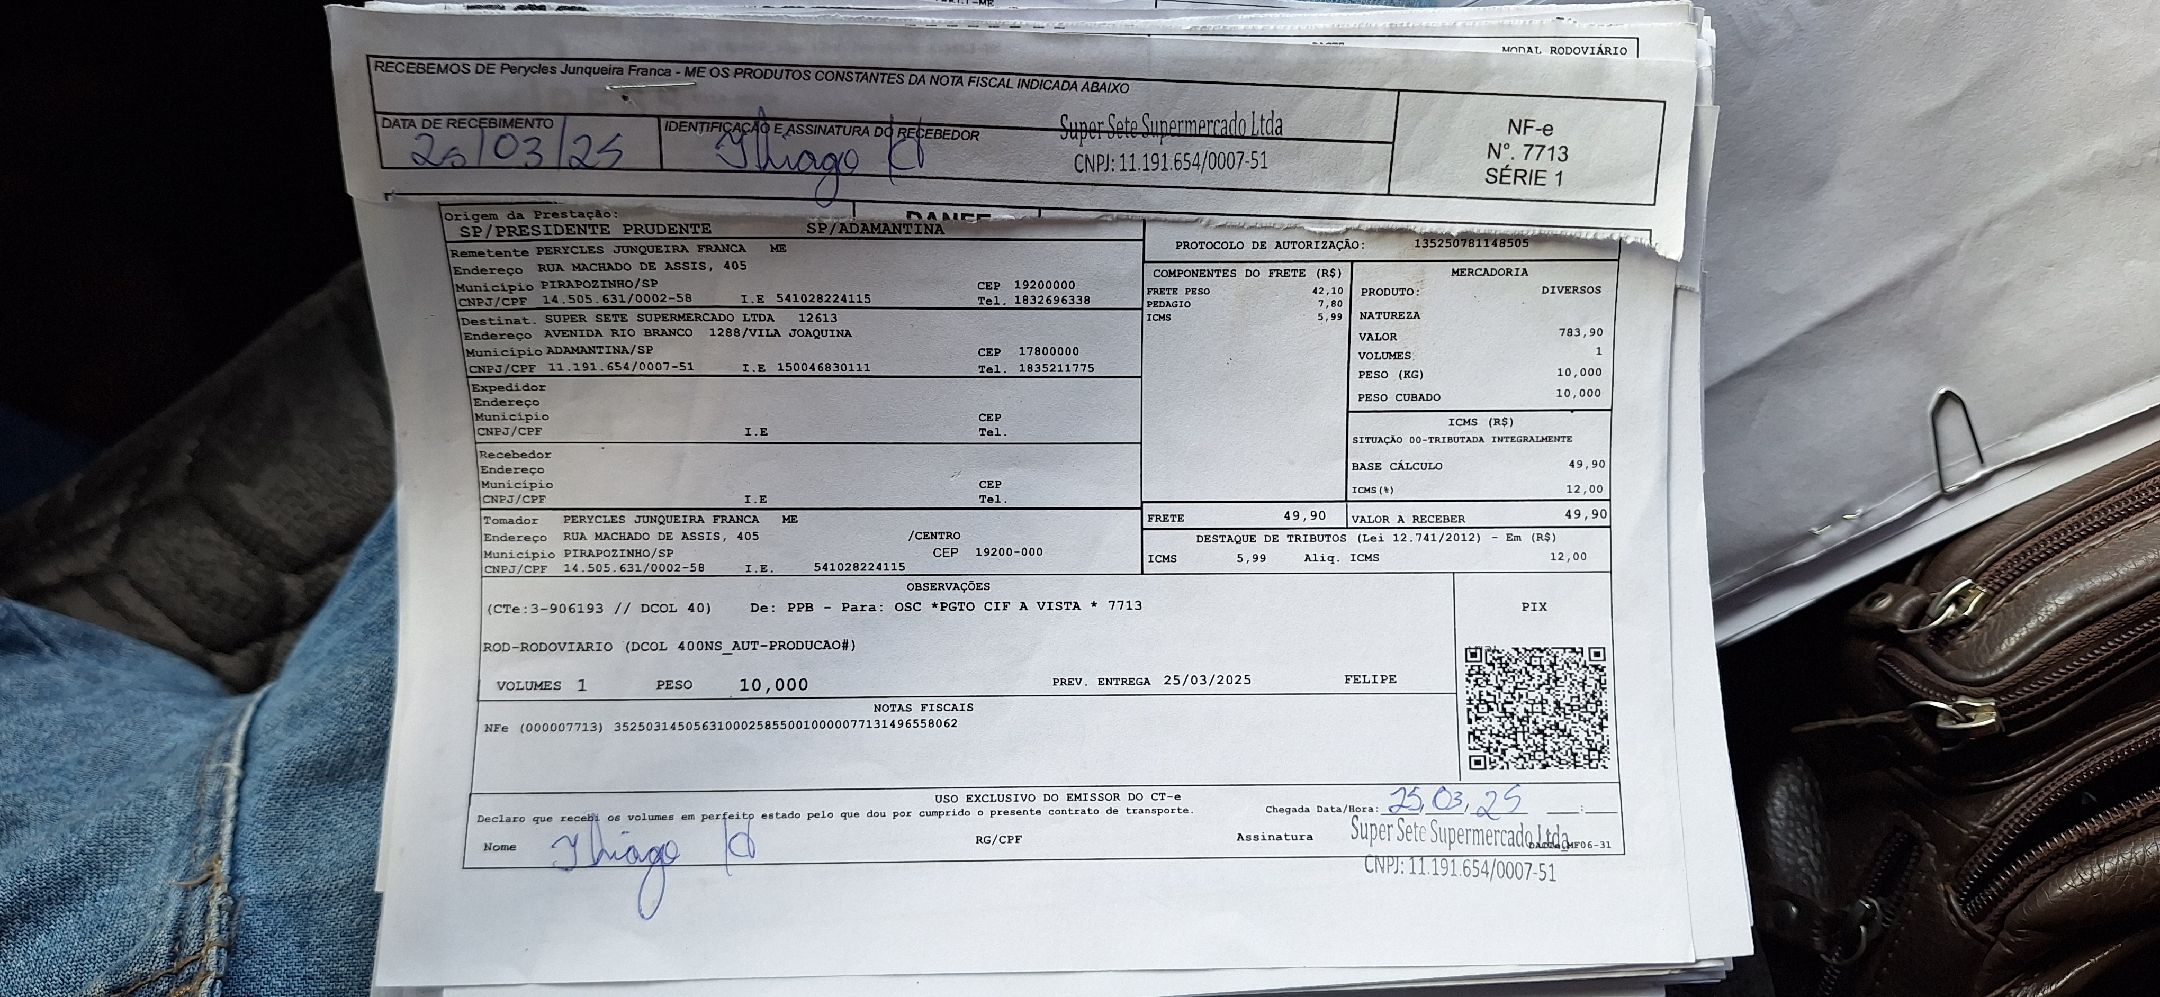 MODAL RODOVIÁRIO
RECEBEMOS DE Perycles Junqueira Franca - ME OS PRODUTOS CONSTANTES DA NOTA FISCAL INDICADA ABAIXO
DATA DE RECEBIMENTO
25/03/25
IDENTIFICAÇÃO E ASSINATURA DO RECEBEDOR
Thiago
Super Sete Supermercado Ltda
CNPJ: 11.191.654/0007-51
NF-e
Nº. 7713
SÉRIE 1
DANFE
Origem da Prestação:
SP/PRESIDENTE PRUDENTE SP/ADAMANTINA
Remetente PERYCLES JUNQUEIRA FRANCA ME
Endereço RUA MACHADO DE ASSIS, 405
Município PIRAPOZINHO/SP CEP 19200000
CNPJ/CPF 14.505.631/0002-58 I.E 541028224115 Tel. 1832696338
Destinat. SUPER SETE SUPERMERCADO LTDA 12613
Endereço AVENIDA RIO BRANCO 1288/VILA JOAQUINA
Município ADAMANTINA/SP CEP 17800000
CNPJ/CPF 11.191.654/0007-51 I.E 150046830111 Tel. 1835211775
Expedidor
Endereço
Município CEP
CNPJ/CPF I.E Tel.
Recebedor
Endereço
Município CEP
CNPJ/CPF I.E Tel.
Tomador PERYCLES JUNQUEIRA FRANCA ME
Endereço RUA MACHADO DE ASSIS, 405 /CENTRO
Município PIRAPOZINHO/SP CEP 19200-000
CNPJ/CPF 14.505.631/0002-58 I.E. 541028224115
PROTOCOLO DE AUTORIZAÇÃO: 135250781148505
COMPONENTES DO FRETE (R$)
FRETE PESO 42,10
PEDAGIO 7,80
ICMS 5,99
MERCADORIA
PRODUTO: DIVERSOS
NATUREZA
VALOR 783,90
VOLUMES 1
PESO (KG) 10,000
PESO CUBADO 10,000
ICMS (R$)
SITUAÇÃO 00-TRIBUTADA INTEGRALMENTE
BASE CÁLCULO 49,90
ICMS(%) 12,00
FRETE 49,90 VALOR A RECEBER 49,90
DESTAQUE DE TRIBUTOS (Lei 12.741/2012) - Em (R$)
ICMS 5,99 Aliq. ICMS 12,00
OBSERVAÇÕES
(CTe:3-906193 // DCOL 40) De: PPB - Para: OSC *PGTO CIF A VISTA * 7713
ROD-RODOVIARIO (DCOL 400NS_AUT-PRODUCAO#)
VOLUMES 1 PESO 10,000 PREV. ENTREGA 25/03/2025 FELIPE
PIX
NOTAS FISCAIS
NFe (000007713) 35250314505631000258550010000077131496558062
USO EXCLUSIVO DO EMISSOR DO CT-e
Declaro que recebi os volumes em perfeito estado pelo que dou por cumprido o presente contrato de transporte.
Chegada Data/Hora: 25,03,25 :
Nome Thiago RG/CPF Assinatura
Super Sete Supermercado Ltda
CNPJ: 11.191.654/0007-51